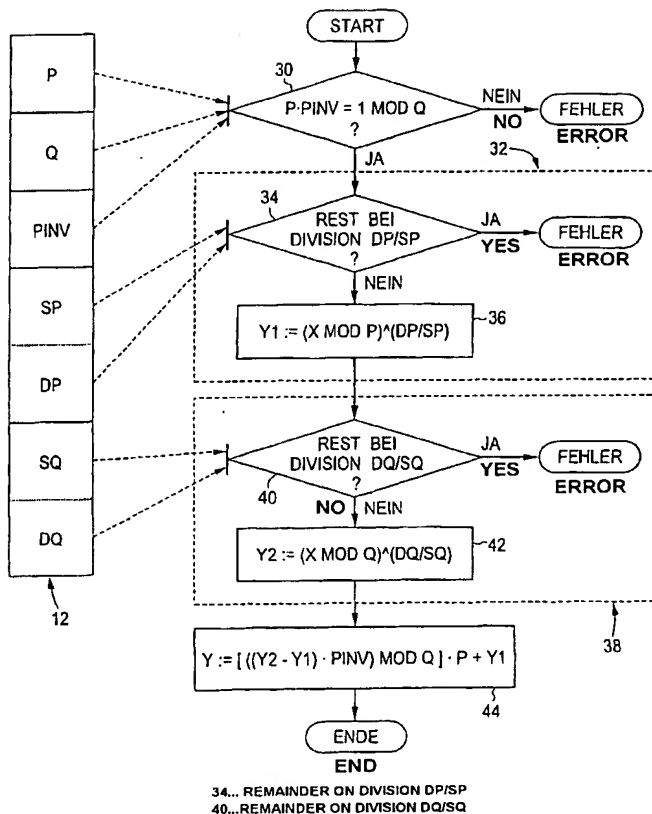 START
P
30
P·PINV = 1 MOD Q
?
NEIN
NO
FEHLER
ERROR
Q
JA
32
PINV
34
REST BEI
DIVISION DP/SP
?
JA
YES
FEHLER
ERROR
NEIN
SP
Y1 := (X MOD P)^(DP/SP)
36
DP
SQ
REST BEI
DIVISION DQ/SQ
?
JA
YES
FEHLER
ERROR
40
NO NEIN
DQ
Y2 := (X MOD Q)^(DQ/SQ)
42
12
38
Y := [ ((Y2 - Y1) · PINV) MOD Q ] · P + Y1
44
ENDE
END
34... REMAINDER ON DIVISION DP/SP
40...REMAINDER ON DIVISION DQ/SQ